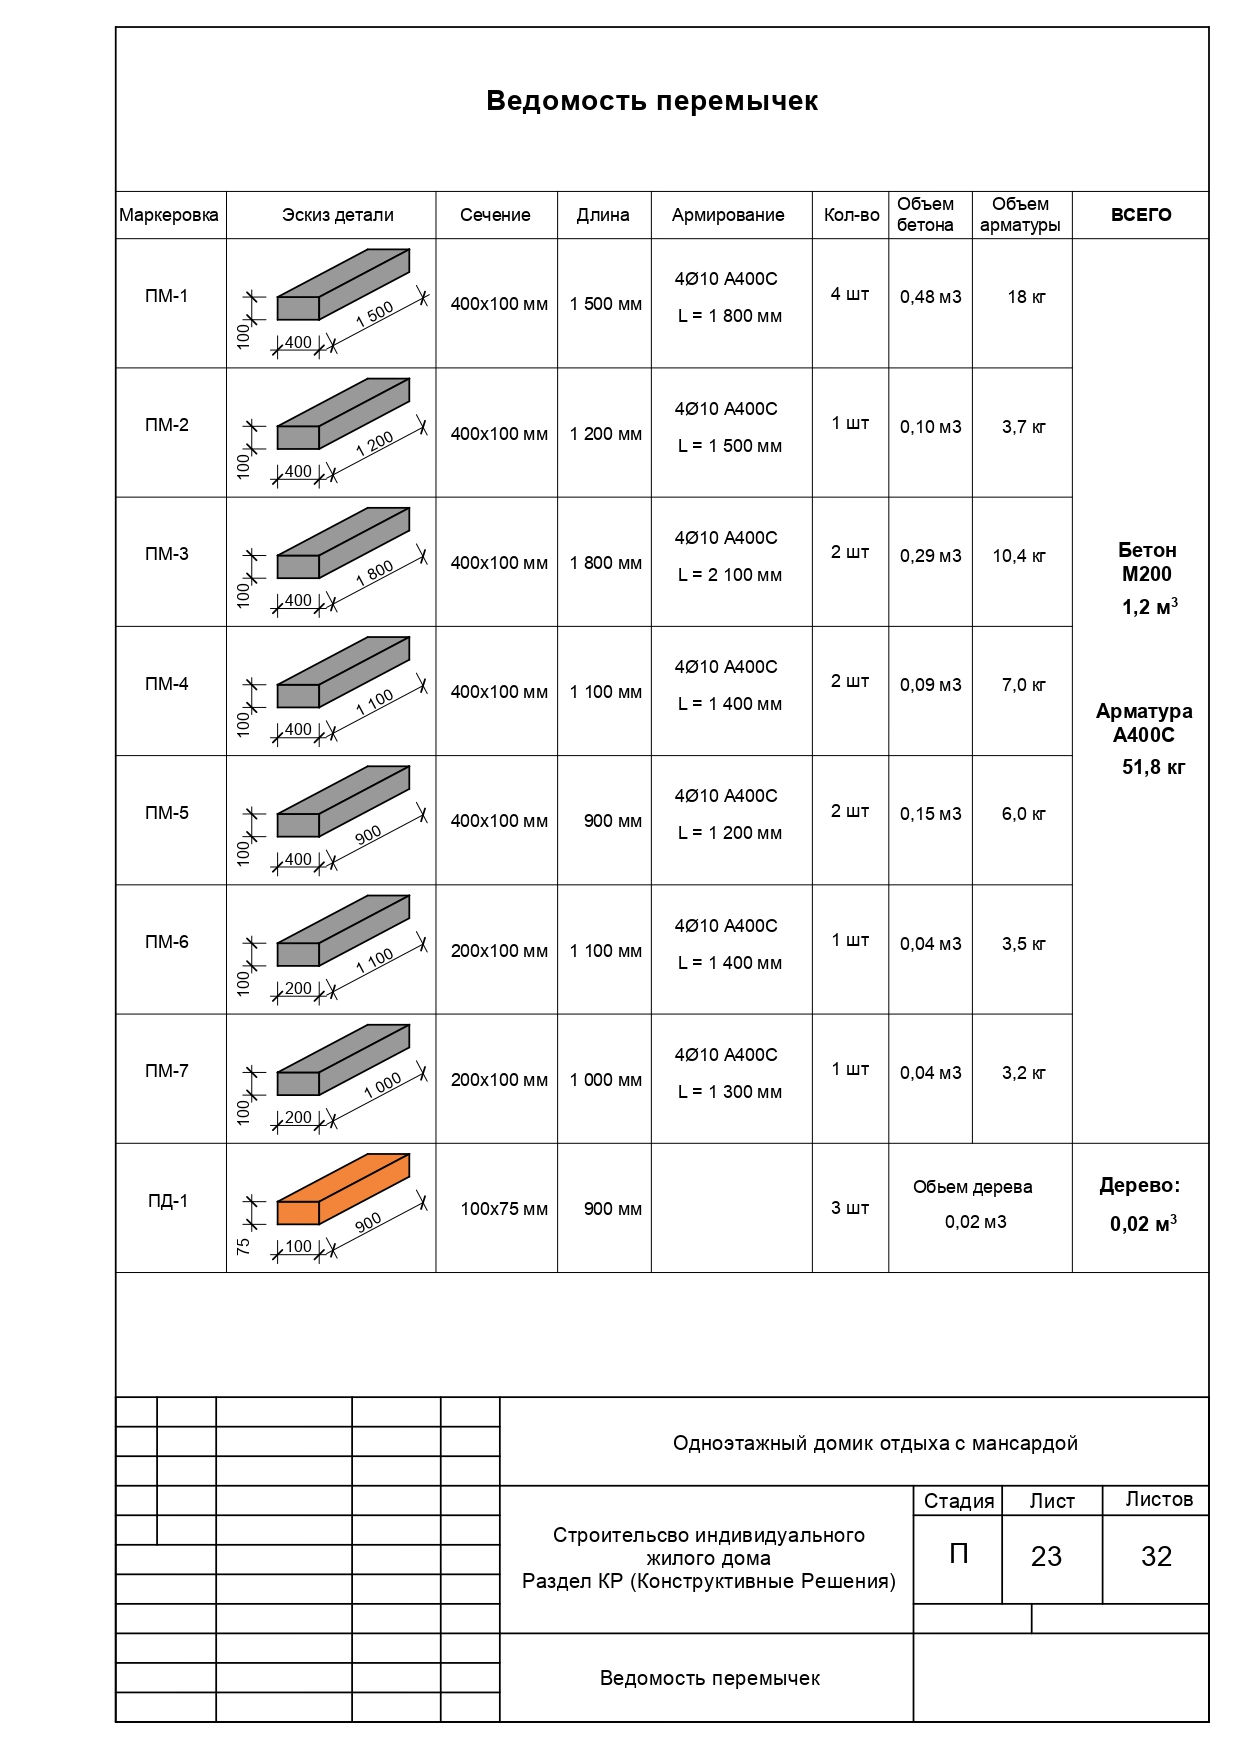 Ведомость перемычек
Маркеровка Эскиз детали Сечение Длина Армирование Кол-во Объем бетона Объем арматуры ВСЕГО
ПМ-1 100 400 1 500 400х100 мм 1 500 мм 4Ø10 А400С L = 1 800 мм 4 шт 0,48 м3 18 кг
ПМ-2 100 400 1 200 400х100 мм 1 200 мм 4Ø10 А400С L = 1 500 мм 1 шт 0,10 м3 3,7 кг
ПМ-3 100 400 1 800 400х100 мм 1 800 мм 4Ø10 А400С L = 2 100 мм 2 шт 0,29 м3 10,4 кг
ПМ-4 100 400 1 100 400х100 мм 1 100 мм 4Ø10 А400С L = 1 400 мм 2 шт 0,09 м3 7,0 кг
ПМ-5 100 400 900 400х100 мм 900 мм 4Ø10 А400С L = 1 200 мм 2 шт 0,15 м3 6,0 кг
ПМ-6 100 200 1 100 200х100 мм 1 100 мм 4Ø10 А400С L = 1 400 мм 1 шт 0,04 м3 3,5 кг
ПМ-7 100 200 1 000 200х100 мм 1 000 мм 4Ø10 А400С L = 1 300 мм 1 шт 0,04 м3 3,2 кг
Бетон
М200
1,2 м³
Арматура
А400С
51,8 кг
ПД-1 75 100 900 100х75 мм 900 мм 3 шт Обьем дерева 0,02 м3 Дерево: 0,02 м³
Одноэтажный домик отдыха с мансардой
Строительсво индивидуального
жилого дома
Раздел КР (Конструктивные Решения)
Стадия Лист Листов
П 23 32
Ведомость перемычек